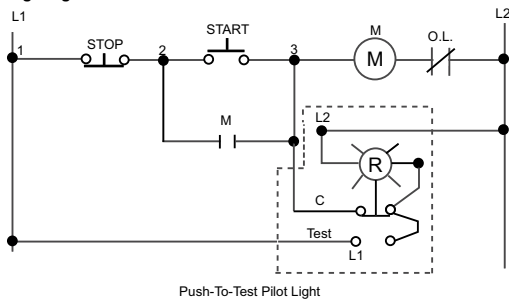 L1
L2
STOP
START
M
O.L.
1
2
3
M
M
L2
R
C
Test
L1
Push-To-Test Pilot Light